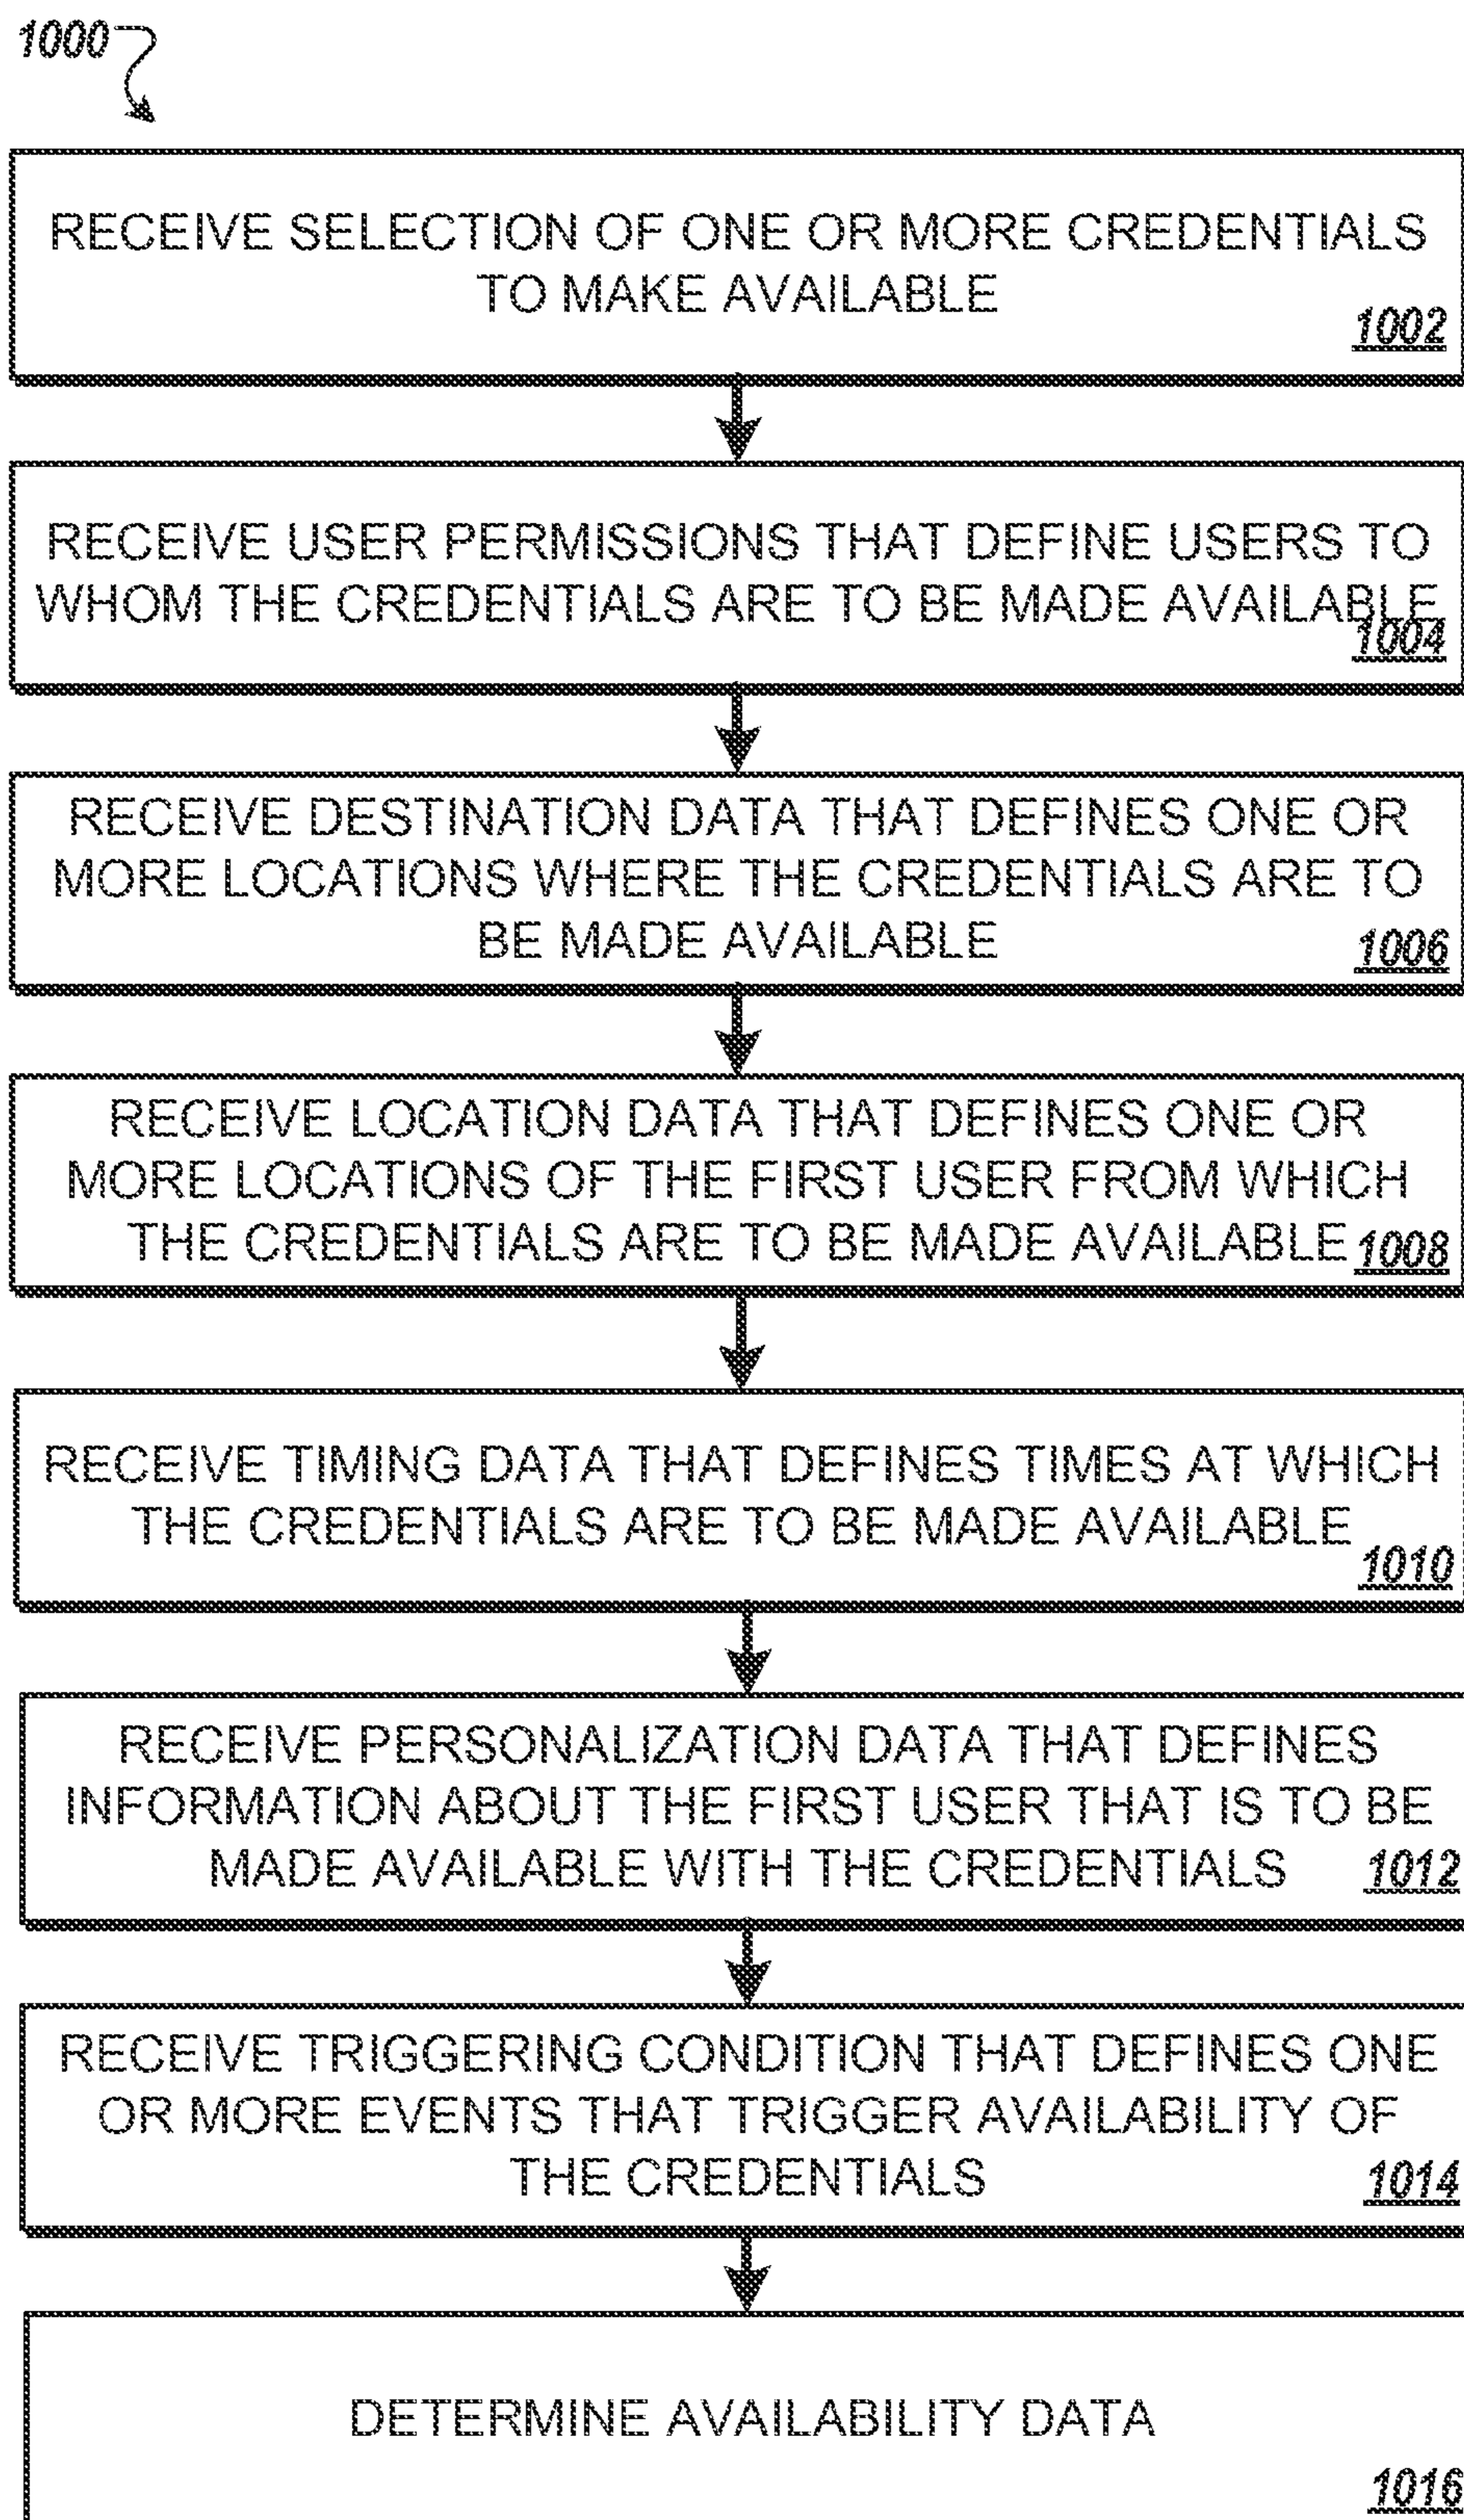 1000
RECEIVE SELECTION OF ONE OR MORE CREDENTIALS
TO MAKE AVAILABLE
1002
RECEIVE USER PERMISSIONS THAT DEFINE USERS TO
WHOM THE CREDENTIALS ARE TO BE MADE AVAILABLE
1004
RECEIVE DESTINATION DATA THAT DEFINES ONE OR
MORE LOCATIONS WHERE THE CREDENTIALS ARE TO
BE MADE AVAILABLE
1006
RECEIVE LOCATION DATA THAT DEFINES ONE OR
MORE LOCATIONS OF THE FIRST USER FROM WHICH
THE CREDENTIALS ARE TO BE MADE AVAILABLE
1008
RECEIVE TIMING DATA THAT DEFINES TIMES AT WHICH
THE CREDENTIALS ARE TO BE MADE AVAILABLE
1010
RECEIVE PERSONALIZATION DATA THAT DEFINES
INFORMATION ABOUT THE FIRST USER THAT IS TO BE
MADE AVAILABLE WITH THE CREDENTIALS
1012
RECEIVE TRIGGERING CONDITION THAT DEFINES ONE
OR MORE EVENTS THAT TRIGGER AVAILABILITY OF
THE CREDENTIALS
1014
DETERMINE AVAILABILITY DATA
1016